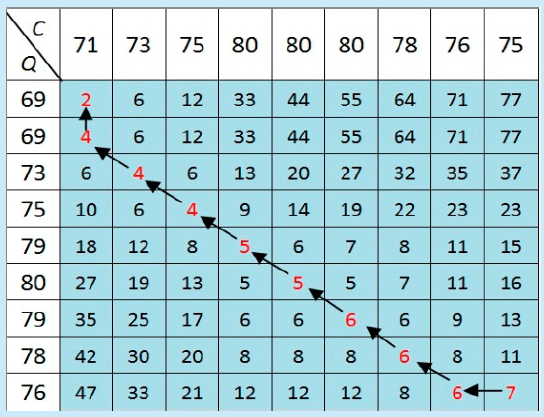 C 71 73 75 80 80 80 78 76 75
Q
69 2 6 12 33 44 55 64 71 77
69 4 6 12 33 44 55 64 71 77
73 6 4 6 13 20 27 32 35 37
75 10 6 4 9 14 19 22 23 23
79 18 12 8 5 6 7 8 11 15
80 27 19 13 5 5 5 7 11 16
79 35 25 17 6 6 6 6 9 13
78 42 30 20 8 8 8 6 8 11
76 47 33 21 12 12 12 8 6 7